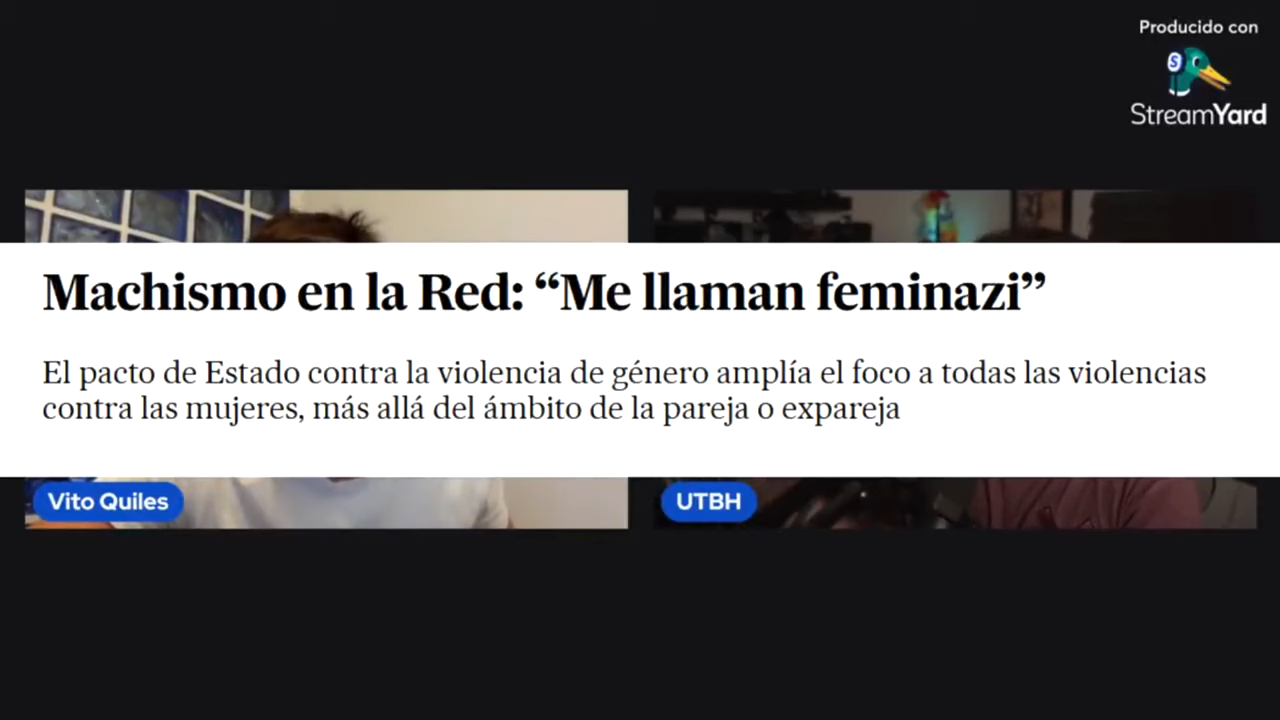 Producido con
StreamYard
Machismo en la Red: “Me llaman feminazi”
El pacto de Estado contra la violencia de género amplía el foco a todas las violencias
contra las mujeres, más allá del ámbito de la pareja o expareja
Vito Quiles
UTBH